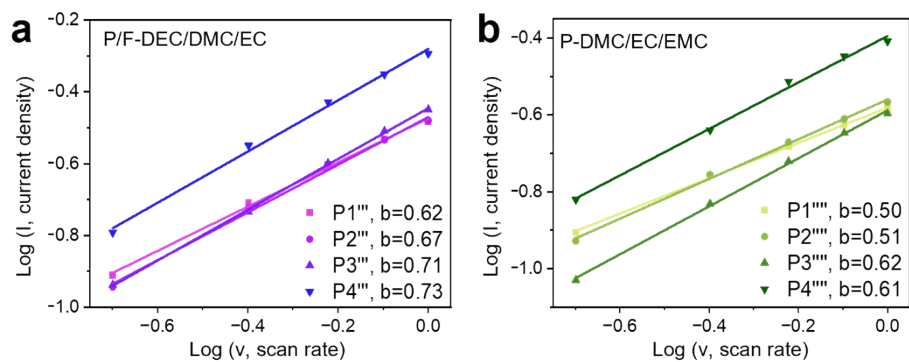 a
P/F-DEC/DMC/EC
Log (I, current density)
-0.2
-0.4
-0.6
-0.8
-1.0
P1''', b=0.62
P2''', b=0.67
P3''', b=0.71
P4''', b=0.73
-0.6
-0.4
-0.2
0.0
Log (v, scan rate)
b
P-DMC/EC/EMC
Log (I, current density)
-0.4
-0.6
-0.8
-1.0
P1'''', b=0.50
P2'''', b=0.51
P3'''', b=0.62
P4'''', b=0.61
-0.6
-0.4
-0.2
0.0
Log (v, scan rate)